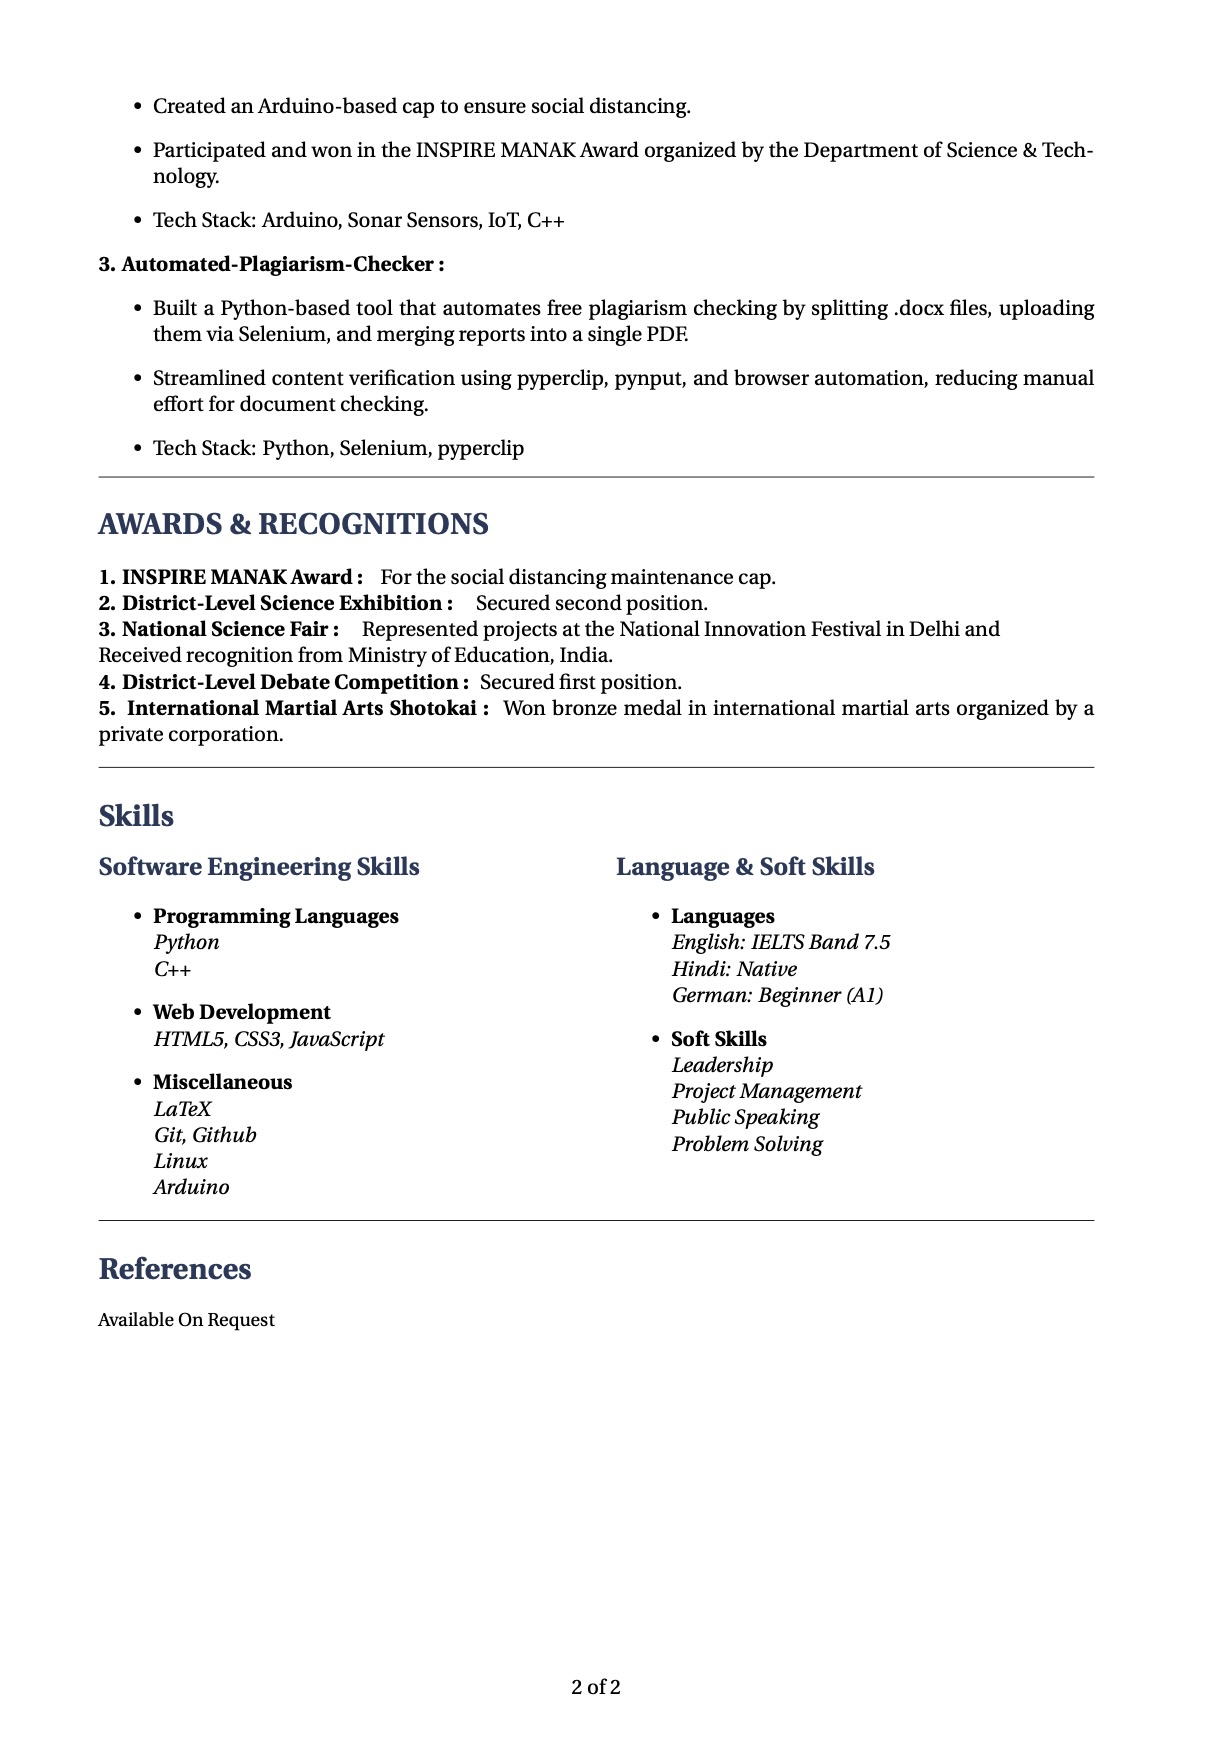 • Created an Arduino-based cap to ensure social distancing.
• Participated and won in the INSPIRE MANAK Award organized by the Department of Science & Tech-
nology.
• Tech Stack: Arduino, Sonar Sensors, IoT, C++
3. Automated-Plagiarism-Checker :
• Built a Python-based tool that automates free plagiarism checking by splitting .docx files, uploading
them via Selenium, and merging reports into a single PDF.
• Streamlined content verification using pyperclip, pynput, and browser automation, reducing manual
effort for document checking.
• Tech Stack: Python, Selenium, pyperclip
AWARDS & RECOGNITIONS
1. INSPIRE MANAK Award : For the social distancing maintenance cap.
2. District-Level Science Exhibition : Secured second position.
3. National Science Fair : Represented projects at the National Innovation Festival in Delhi and
Received recognition from Ministry of Education, India.
4. District-Level Debate Competition : Secured first position.
5. International Martial Arts Shotokai : Won bronze medal in international martial arts organized by a
private corporation.
Skills
Software Engineering Skills
• Programming Languages
Python
C++
• Web Development
HTML5, CSS3, JavaScript
• Miscellaneous
LaTeX
Git, Github
Linux
Arduino
Language & Soft Skills
• Languages
English: IELTS Band 7.5
Hindi: Native
German: Beginner (A1)
• Soft Skills
Leadership
Project Management
Public Speaking
Problem Solving
References
Available On Request
2 of 2